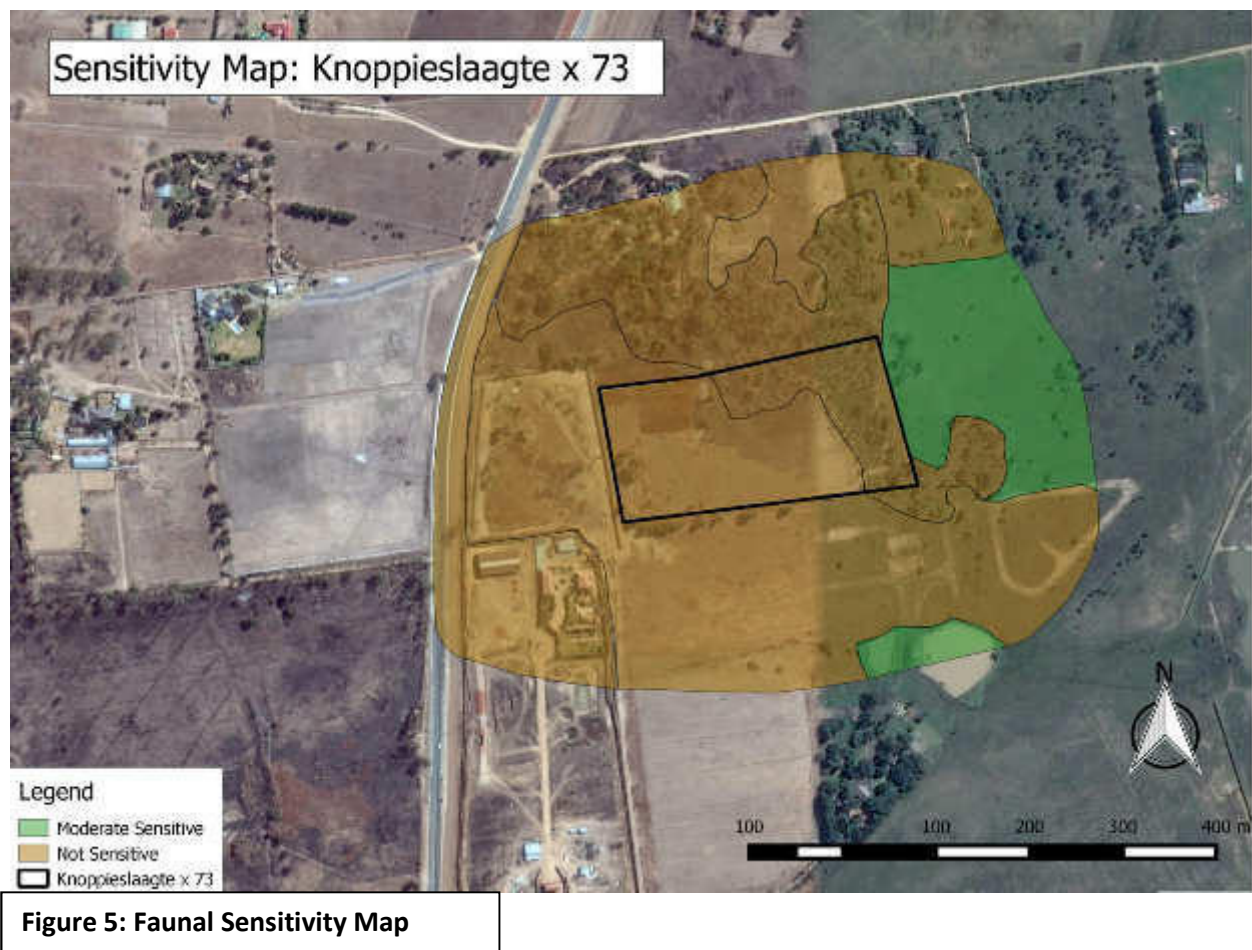 Sensitivity Map: Knoppieslaagte x 73
N
Legend
Moderate Sensitive
Not Sensitive
Knoppieslaagte x 73
100 100 200 300 400 m
Figure 5: Faunal Sensitivity Map